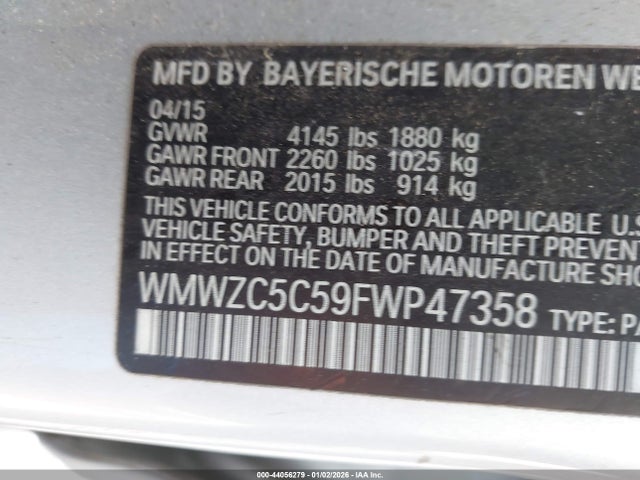 MFD BY BAYERISCHE MOTOREN WE
04/15
GVWR 4145 lbs 1880 kg
GAWR FRONT 2260 lbs 1025 kg
GAWR REAR 2015 lbs 914 kg
THIS VEHICLE CONFORMS TO ALL APPLICABLE U.S
VEHICLE SAFETY, BUMPER AND THEFT PREVENT
IN EFFECT ON THE DATE OF MANUFACTURE SHO
WMWZC5C59FWP47358 TYPE: PA
000-44056279 - 01/02/2026 - IAAI Inc. Copyright